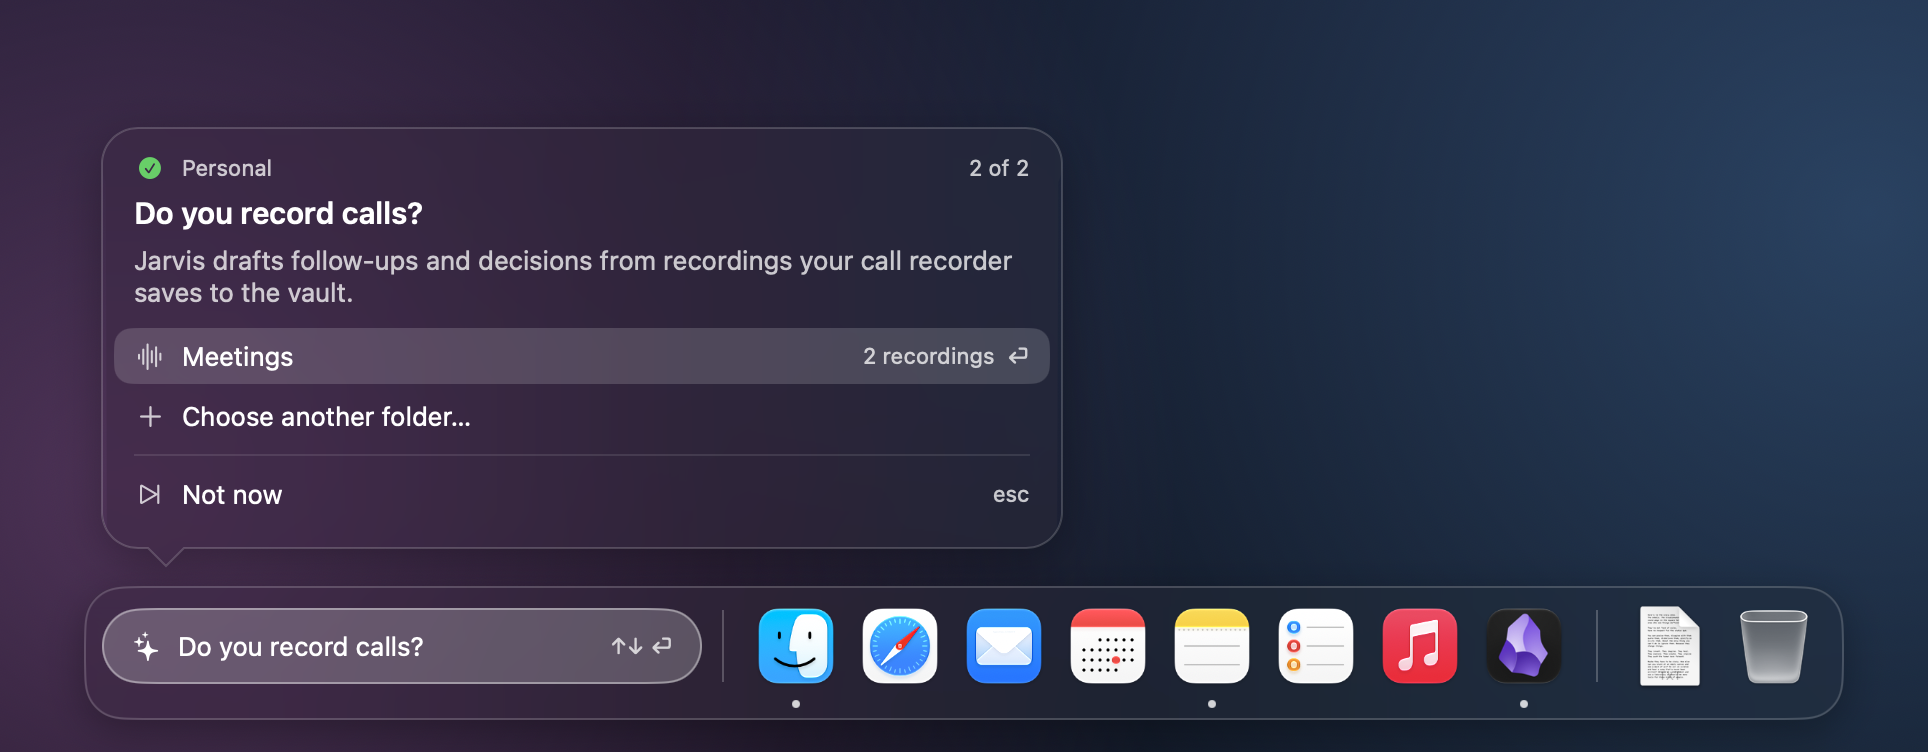 Personal
2 of 2
Do you record calls?
Jarvis drafts follow-ups and decisions from recordings your call recorder
saves to the vault.
Meetings
2 recordings
Choose another folder...
Not now
esc
Do you record calls?